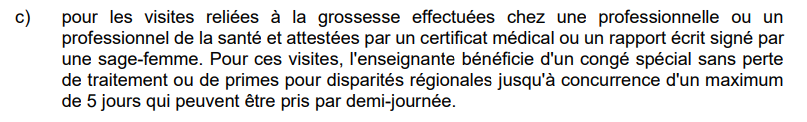 c) pour les visites reliées à la grossesse effectuées chez une professionnelle ou un
professionnel de la santé et attestées par un certificat médical ou un rapport écrit signé par
une sage-femme. Pour ces visites, l'enseignante bénéficie d'un congé spécial sans perte
de traitement ou de primes pour disparités régionales jusqu'à concurrence d'un maximum
de 5 jours qui peuvent être pris par demi-journée.